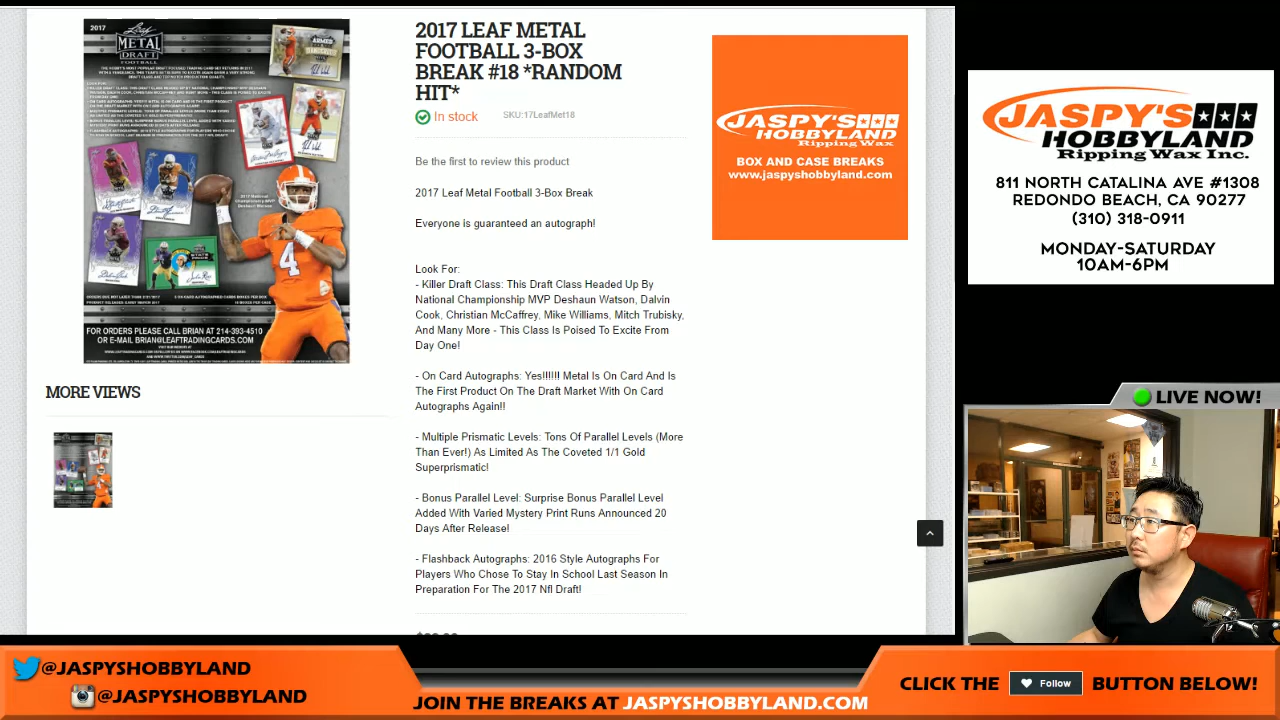 2017
Leaf
METAL
DRAFT
FOOTBALL
FOR ORDERS PLEASE CALL BRIAN AT 214-393-4510
OR E-MAIL BRIAN@LEAFTRADINGCARDS.COM
MORE VIEWS
2017 LEAF METAL
FOOTBALL 3-BOX
BREAK #18 *RANDOM
HIT*
In stock
SKU:17LeafMet18
Be the first to review this product
2017 Leaf Metal Football 3-Box Break
Everyone is guaranteed an autograph!
Look For:
- Killer Draft Class: This Draft Class Headed Up By
National Championship MVP Deshaun Watson, Dalvin
Cook, Christian McCaffrey, Mike Williams, Mitch Trubisky,
And Many More - This Class Is Poised To Excite From
Day One!
- On Card Autographs: Yes!!!!!! Metal Is On Card And Is
The First Product On The Draft Market With On Card
Autographs Again!!
- Multiple Prismatic Levels: Tons Of Parallel Levels (More
Than Ever!) As Limited As The Coveted 1/1 Gold
Superprismatic!
- Bonus Parallel Level: Surprise Bonus Parallel Level
Added With Varied Mystery Print Runs Announced 20
Days After Release!
- Flashback Autographs: 2016 Style Autographs For
Players Who Chose To Stay In School Last Season In
Preparation For The 2017 Nfl Draft!
JASPY'S
HOBBYLAND
Ripping Wax Inc.
BOX AND CASE BREAKS
www.jaspyshobbyland.com
JASPY'S
HOBBYLAND
Ripping Wax Inc.
811 NORTH CATALINA AVE #1308
REDONDO BEACH, CA 90277
(310) 318-0911
MONDAY-SATURDAY
10AM-6PM
LIVE NOW!
@JASPYSHOBBYLAND
@JASPYSHOBBYLAND
JOIN THE BREAKS AT JASPYSHOBBYLAND.COM
CLICK THE Follow BUTTON BELOW!